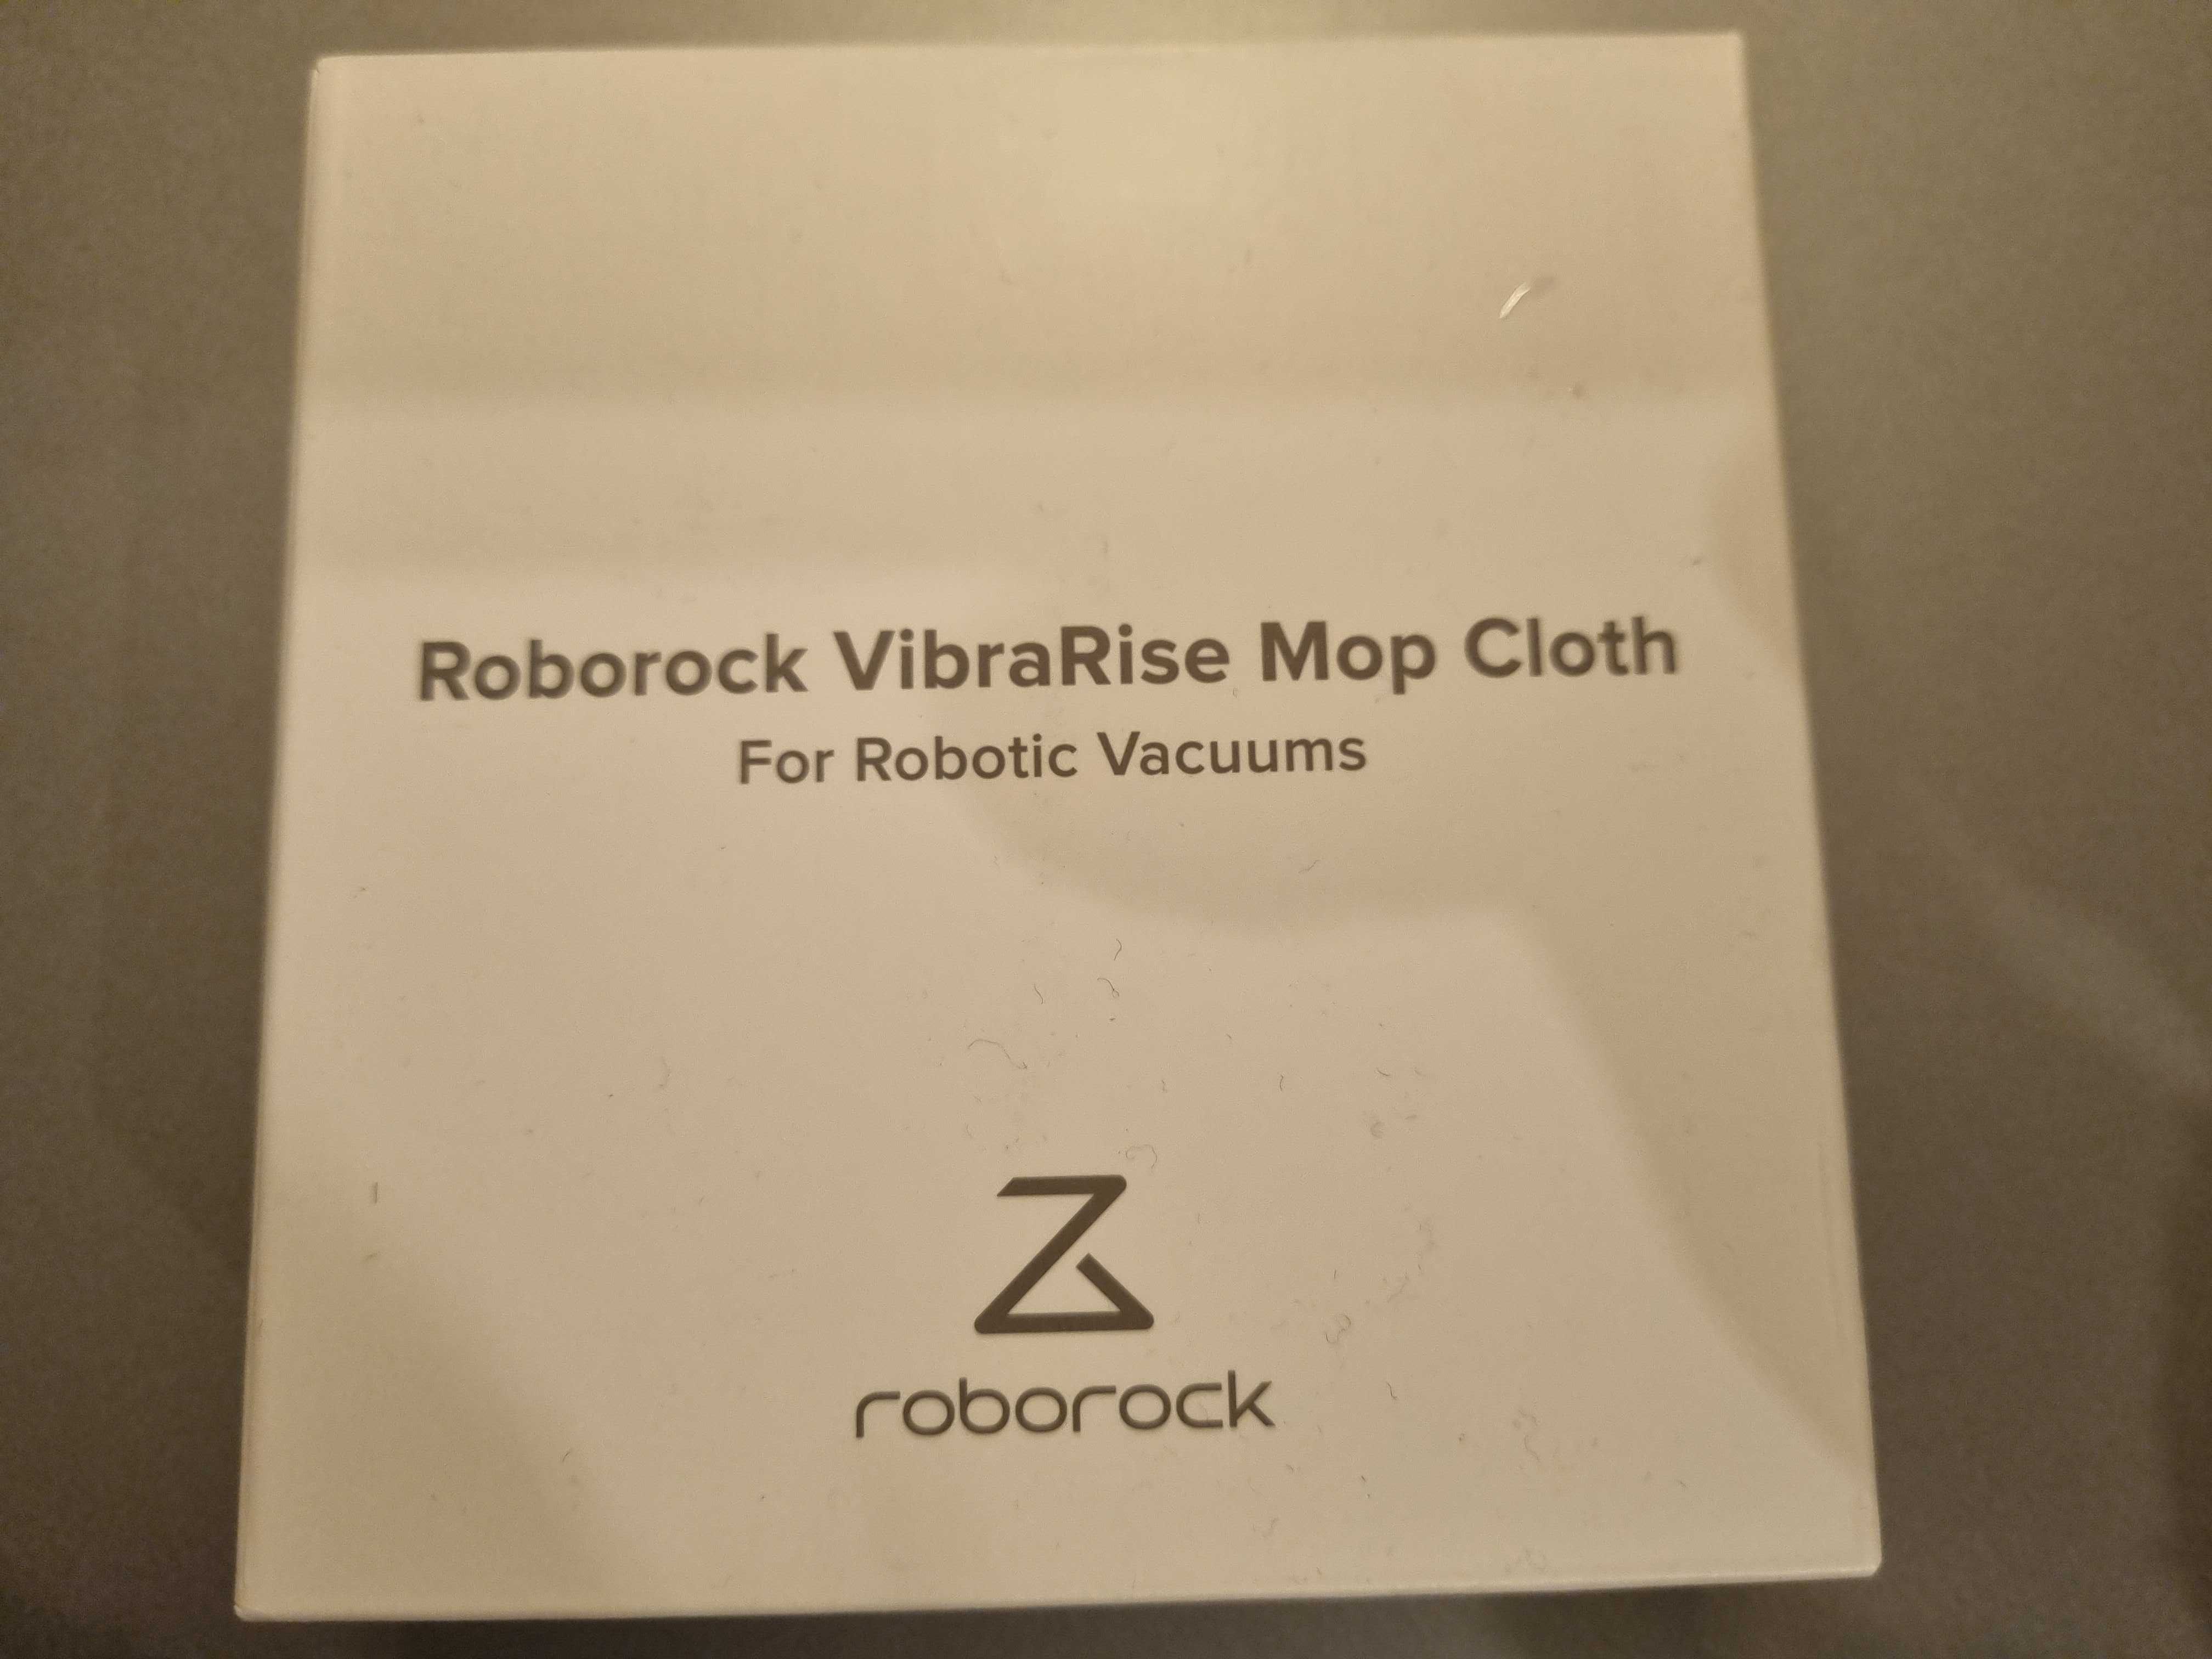 Roborock VibraRise Mop Cloth
For Robotic Vacuums
roborock